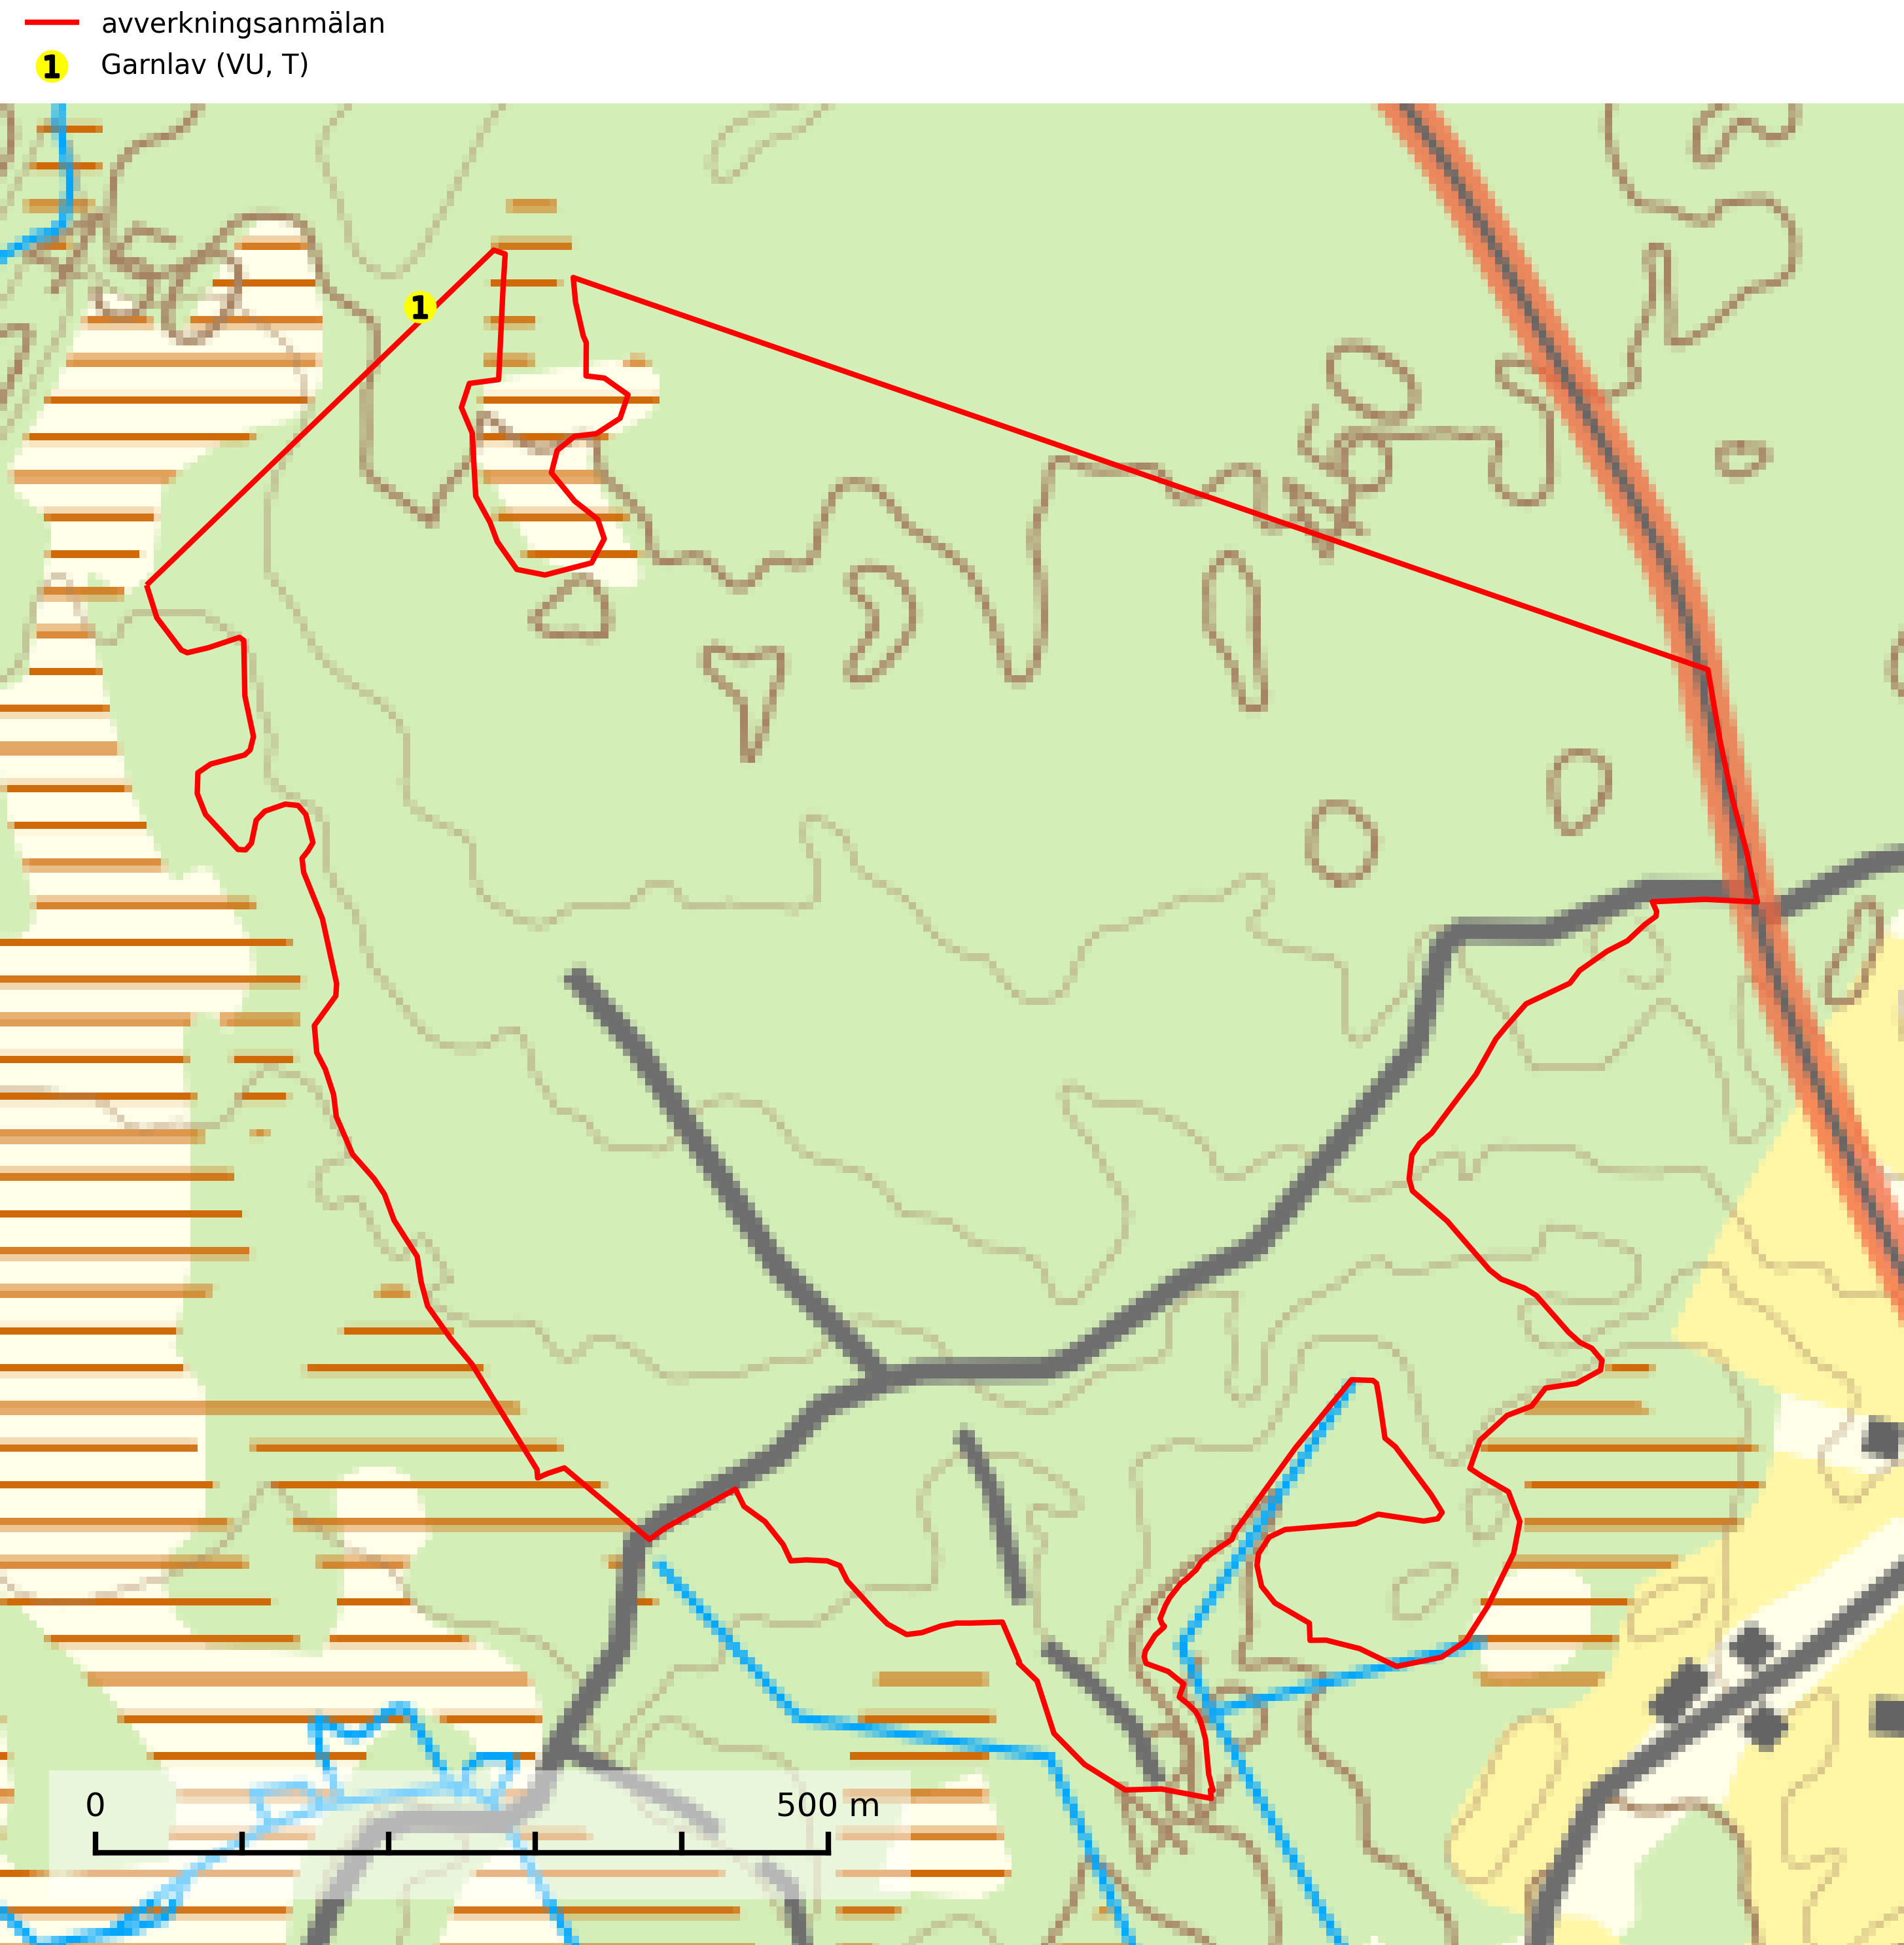 avverkningsanmälan
1 Garnlav (VU, T)
1
0 500 m